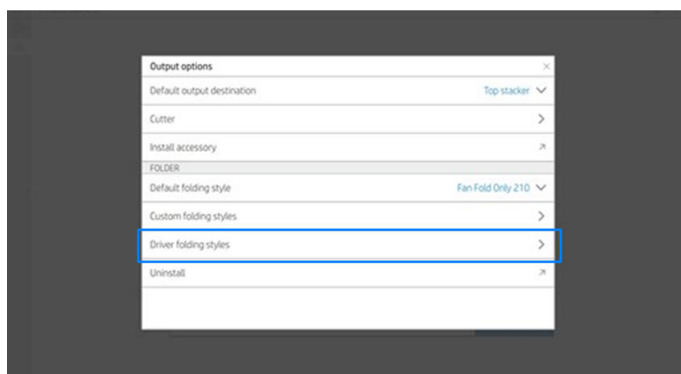 Output options
Default output destination Top stacker
Cutter
Install accessory
FOLDER
Default folding style Fan Fold Only 210
Custom folding styles
Driver folding styles
Uninstall